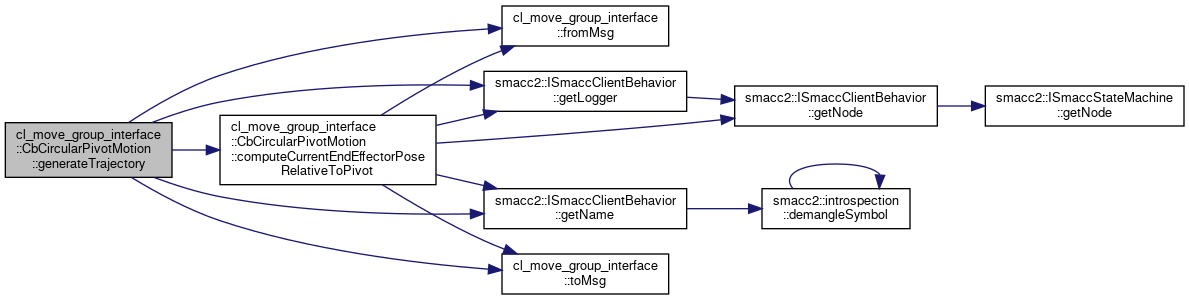 cl_move_group_interface
::CbCircularPivotMotion
::generateTrajectory
cl_move_group_interface
::CbCircularPivotMotion
::computeCurrentEndEffectorPose
RelativeToPivot
cl_move_group_interface
::fromMsg
smacc2::ISmaccClientBehavior
::getLogger
smacc2::ISmaccClientBehavior
::getName
cl_move_group_interface
::toMsg
smacc2::ISmaccClientBehavior
::getNode
smacc2::introspection
::demangleSymbol
smacc2::ISmaccStateMachine
::getNode